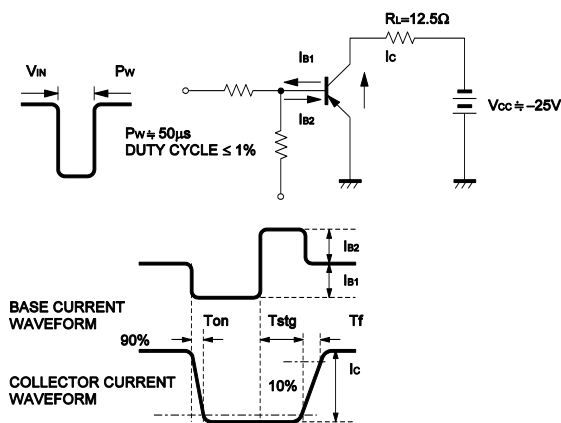 RL=12.5Ω
IB1
IC
VIN
PW
IB2
VCC≒–25V
PW≒50μs
DUTY CYCLE ≤ 1%
IB2
IB1
BASE CURRENT
WAVEFORM
Ton
Tstg
Tf
90%
IC
10%
COLLECTOR CURRENT
WAVEFORM